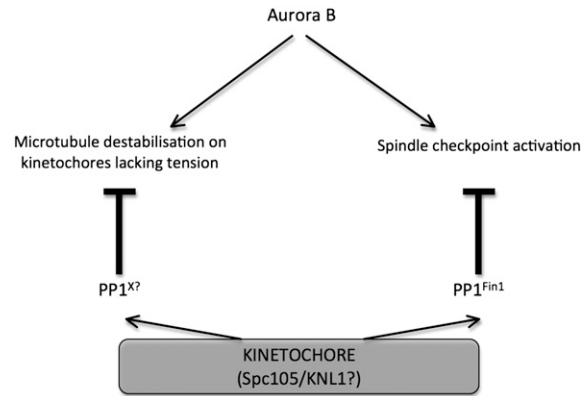 Aurora B
Microtubule destabilisation on
kinetochores lacking tension
Spindle checkpoint activation
PP1X?
PP1Fin1
KINETOCHORE
(Spc105/KNL1?)